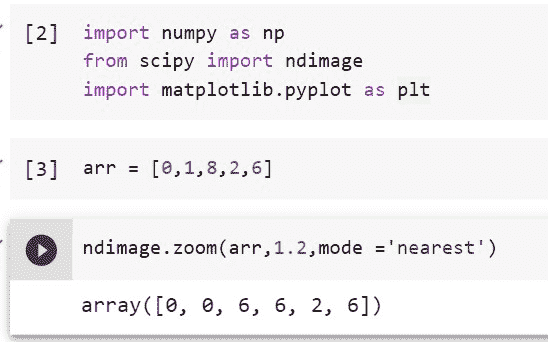 [2] import numpy as np
from scipy import ndimage
import matplotlib.pyplot as plt
[3] arr = [0,1,8,2,6]
ndimage.zoom(arr,1.2,mode ='nearest')
array([0, 0, 6, 6, 2, 6])